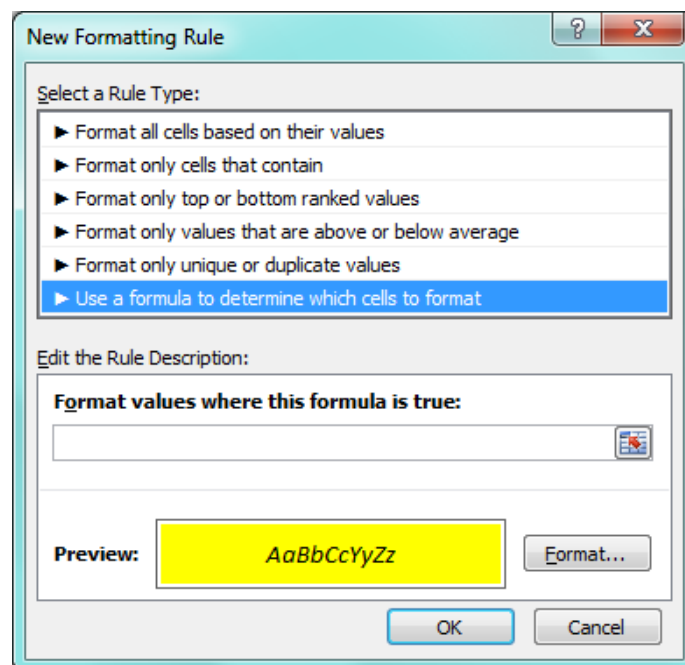 New Formatting Rule
?
X
Select a Rule Type:
► Format all cells based on their values
► Format only cells that contain
► Format only top or bottom ranked values
► Format only values that are above or below average
► Format only unique or duplicate values
► Use a formula to determine which cells to format
Edit the Rule Description:
Format values where this formula is true:
Preview:
AaBbCcYyZz
Format...
OK
Cancel